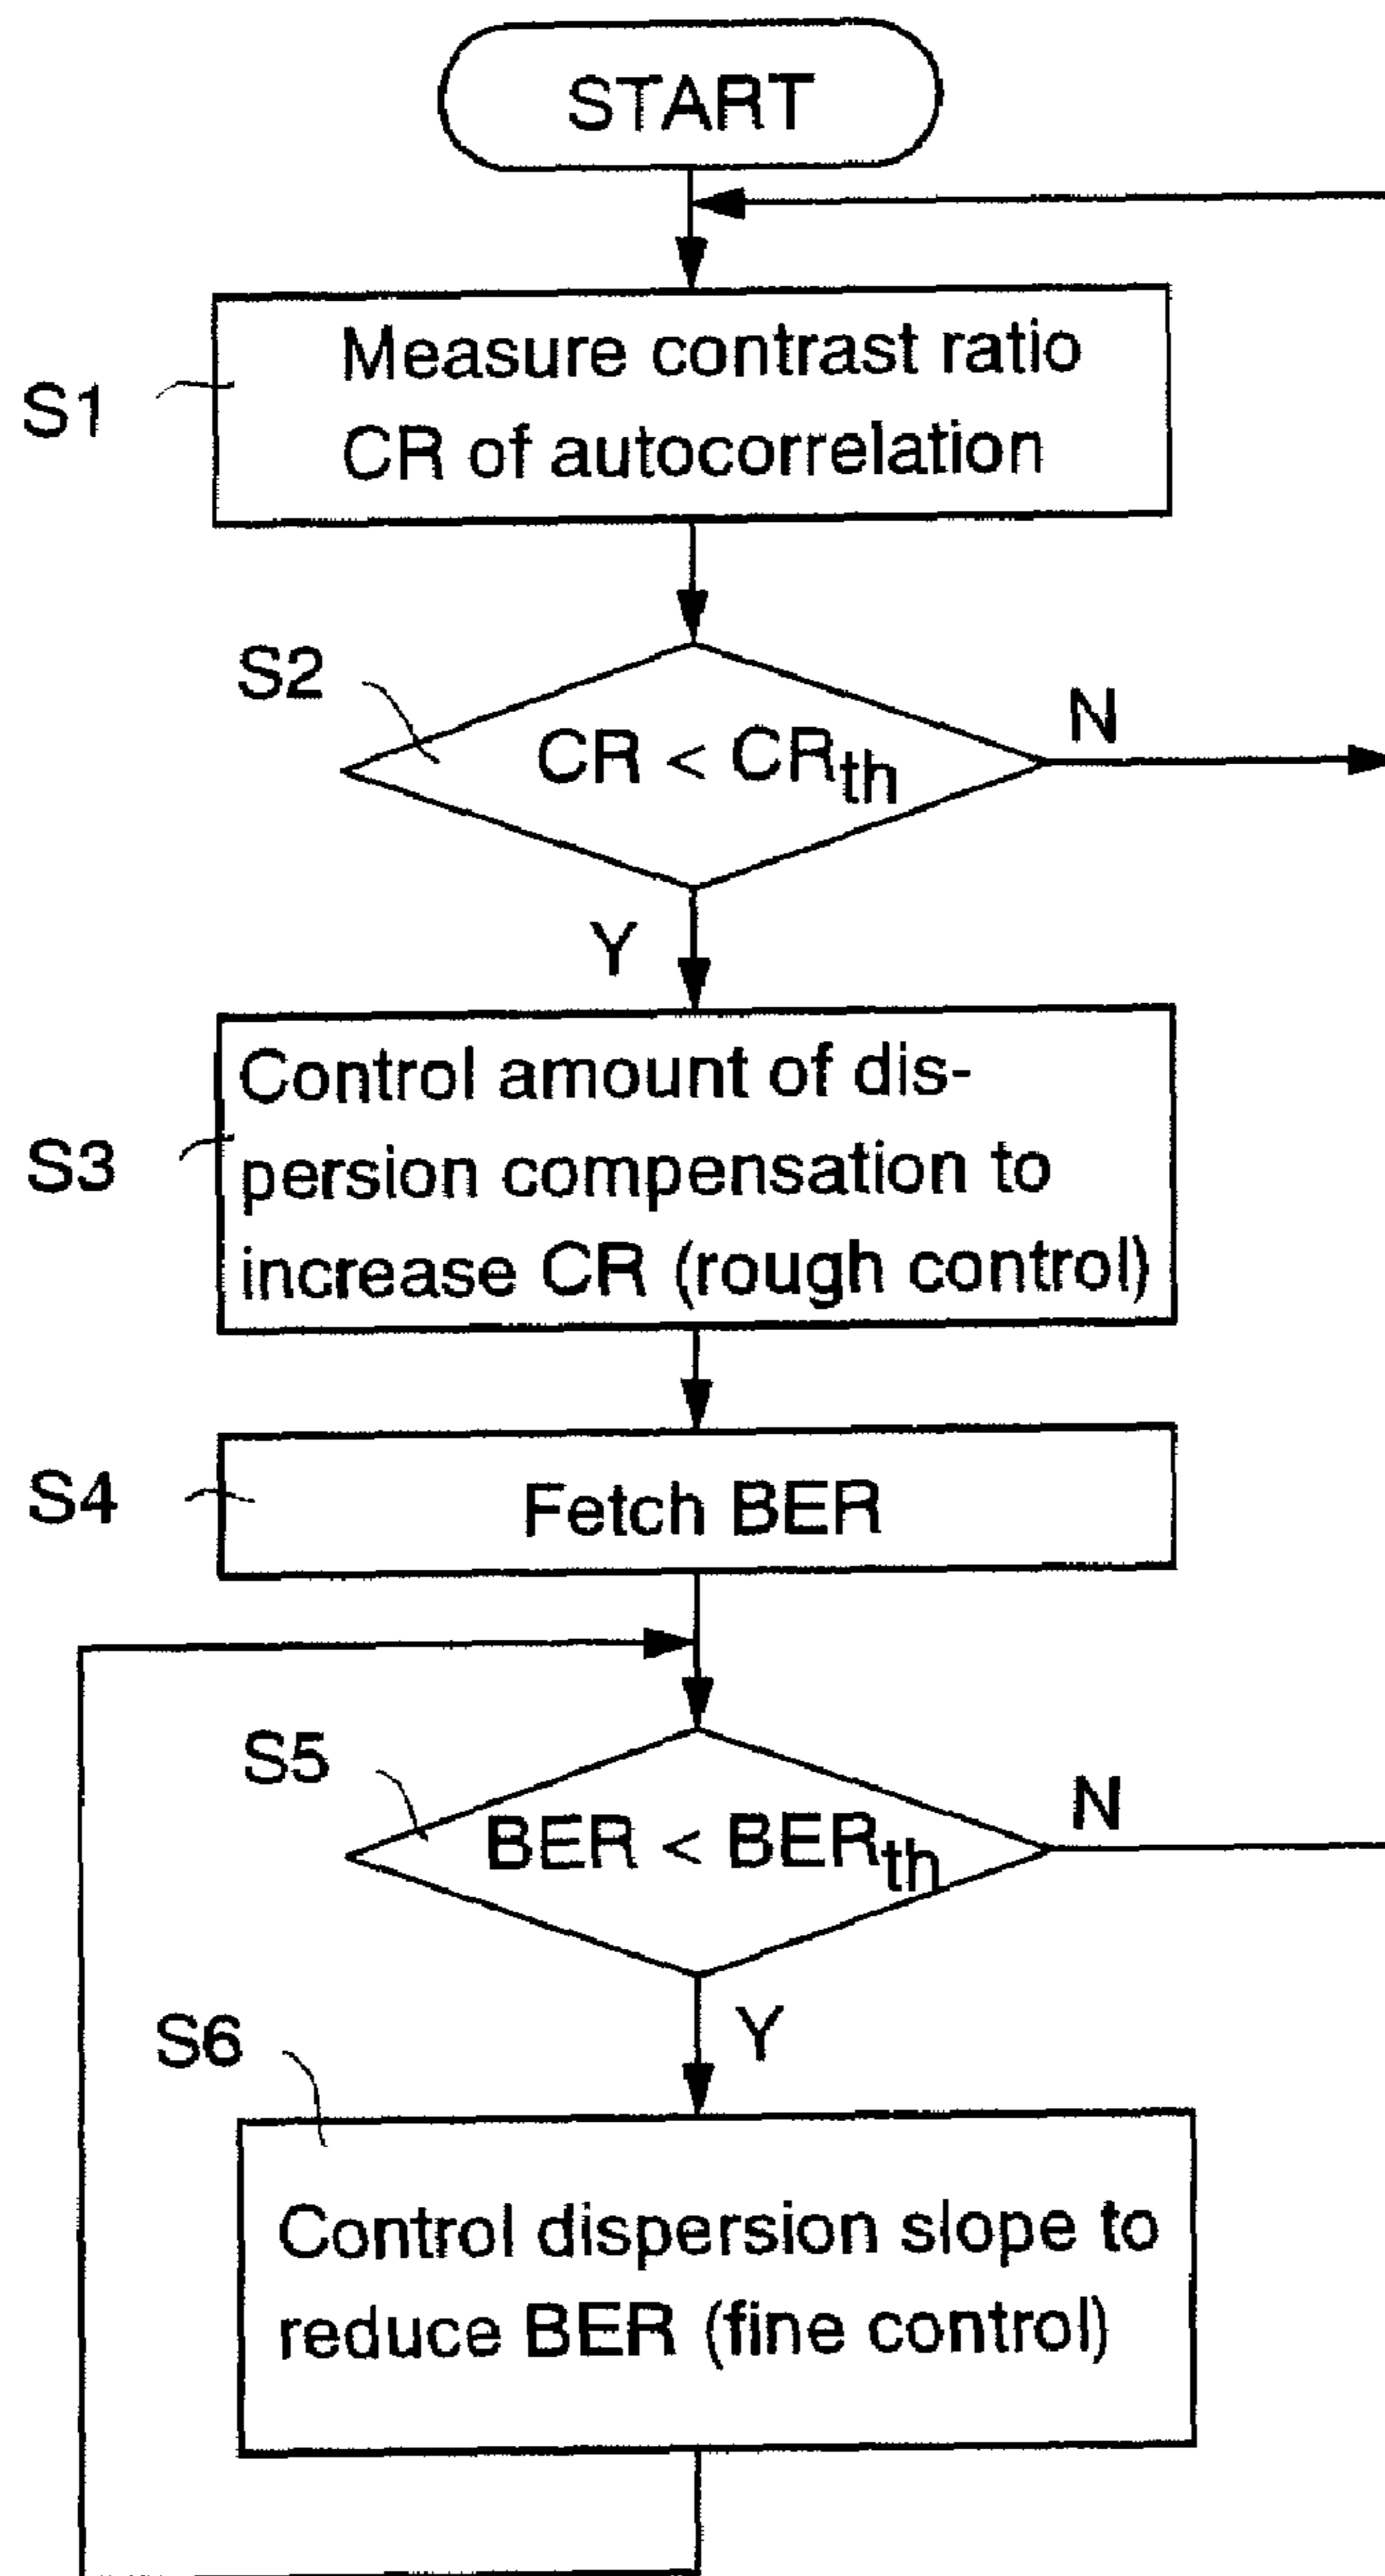 START
Measure contrast ratio
CR of autocorrelation
S1
S2
CR < CRth
N
Y
Control amount of dis-
persion compensation to
increase CR (rough control)
S3
Fetch BER
S4
S5
BER < BERth
N
Y
S6
Control dispersion slope to
reduce BER (fine control)